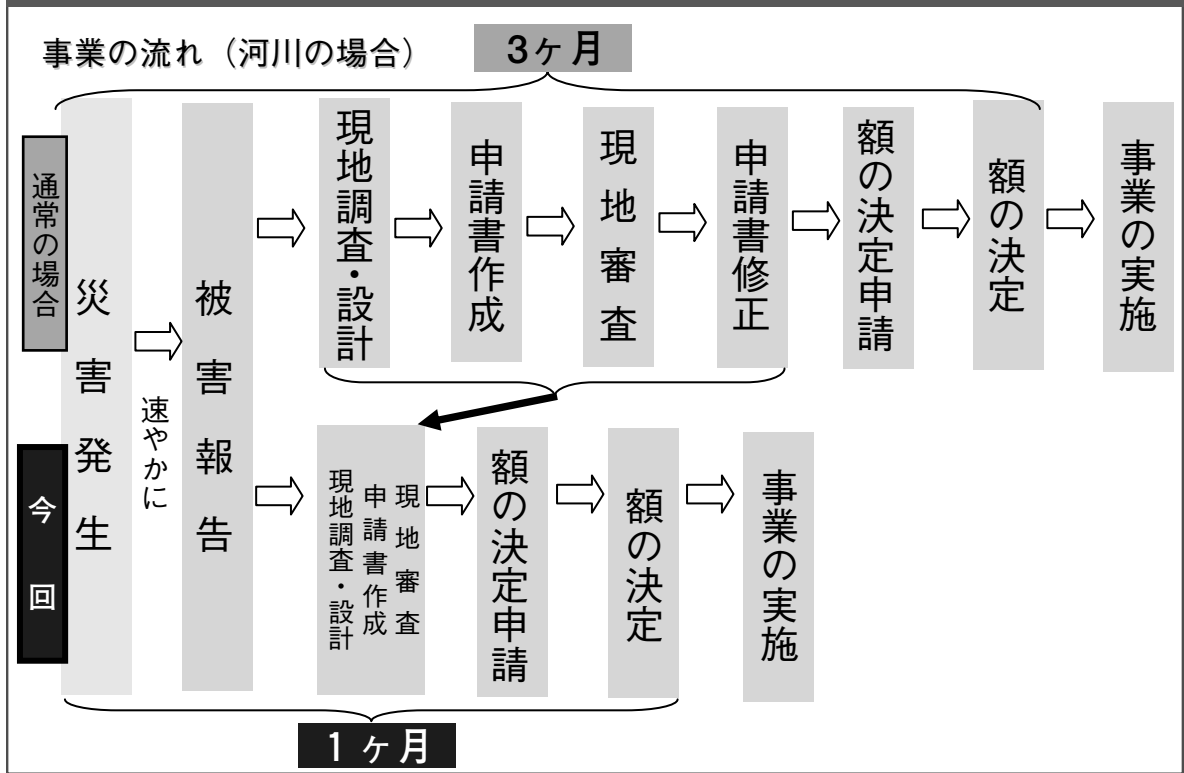 事業の流れ（河川の場合）
3ヶ月
通常の場合
災害発生
速やかに
被害報告
現地調査・設計
申請書作成
現地審査
申請書修正
額の決定申請
額の決定
事業の実施
今回
現地審査
申請書作成
現地調査・設計
額の決定申請
額の決定
事業の実施
1ヶ月